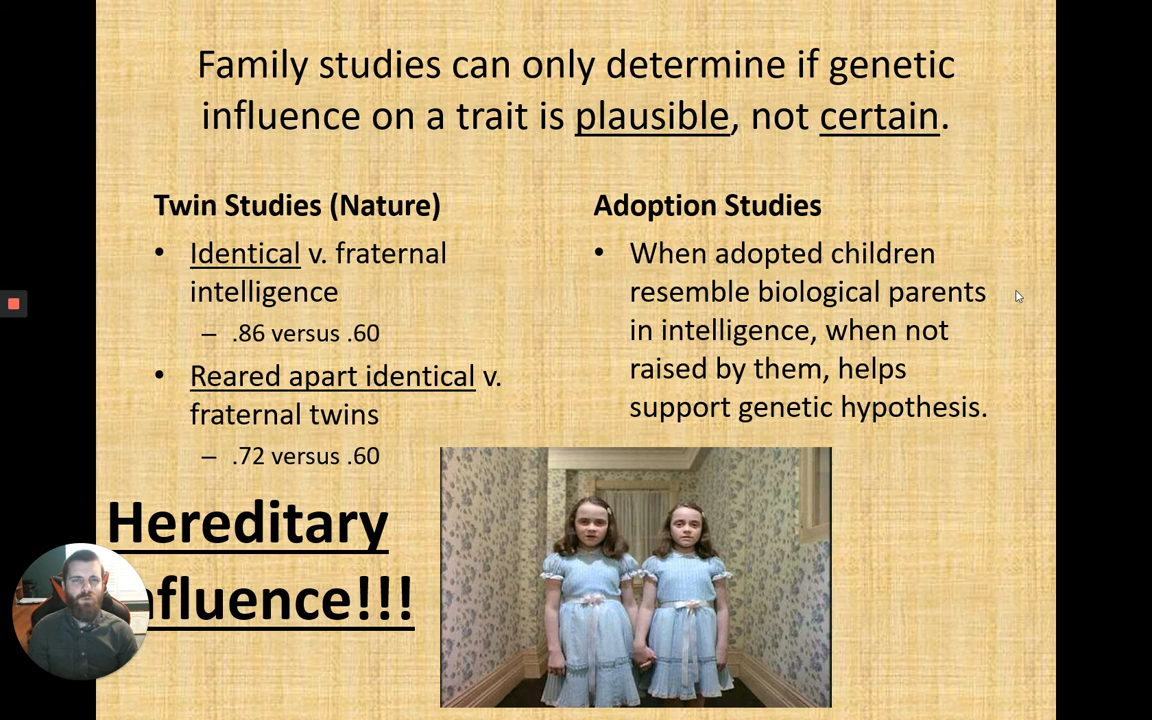 Family studies can only determine if genetic
influence on a trait is plausible, not certain.
Twin Studies (Nature)
• Identical v. fraternal
intelligence
– .86 versus .60
• Reared apart identical v.
fraternal twins
– .72 versus .60
Hereditary
nfluence!!!
Adoption Studies
• When adopted children
resemble biological parents
in intelligence, when not
raised by them, helps
support genetic hypothesis.